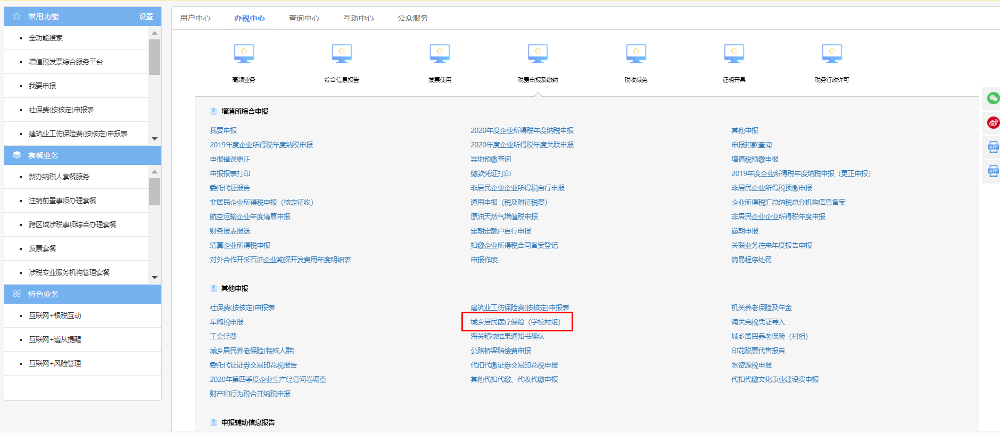 常用功能 设置
全功能搜索
增值税发票综合服务平台
我要申报
社保费(按核定)申报表
建筑业工伤保险费(按核定)申报表
套餐业务
新办纳税人套餐服务
注销前置事项办理套餐
跨区域涉税事项综合办理套餐
发票套餐
涉税专业服务机构管理套餐
特色业务
互联网+银税互动
互联网+遵从提醒
互联网+风险管理
用户中心 办税中心 查询中心 互动中心 公众服务
高频业务 综合信息报告 发票使用 税费申报及缴纳 税收减免 证明开具 税务行政许可
增消所综合申报
我要申报 2020年度企业所得税年度纳税申报 其他申报
2019年度企业所得税年度纳税申报 2020年度企业所得税年度关联申报 申报扣款查询
申报错误更正 异地预缴查询 增值税预缴申报
申报报表打印 缴款凭证打印 2019年度企业所得税年度纳税申报（更正申报）
委托代征报告 非居民企业企业所得税自行申报 非居民企业所得税预缴申报
非居民企业所得税申报（核定征收） 通用申报（税及附征税费） 企业所得税汇总纳税总分机构信息备案
航空运输企业年度清算申报 原油天然气增值税申报 非居民企业企业所得税年度申报
财务报表报送 定期定额户自行申报 逾期申报
清算企业所得税申报 扣缴企业所得税合同备案登记 关联业务往来年度报告申报
对外合作开采石油企业勘探开发费用年度明细表 申报作废 简易程序处罚
其他申报
社保费(按核定)申报表 建筑业工伤保险费(按核定)申报表 机关养老保险及年金
车购税申报 城乡居民医疗保险（学校村组） 海关完税凭证导入
工会经费 海关稽核结果通知书确认 城乡居民养老保险（村组）
城乡居民养老保险(特殊人群) 公路桥梁赔偿费申报 印花税票代售报告
委托代征证券交易印花税报告 代扣代缴证券交易印花税申报 水资源税申报
2020年第四季度企业生产经营问卷调查 其他代扣代缴、代收代缴申报 代扣代缴文化事业建设费申报
财产和行为税合并纳税申报
申报辅助信息报告
APP
APP